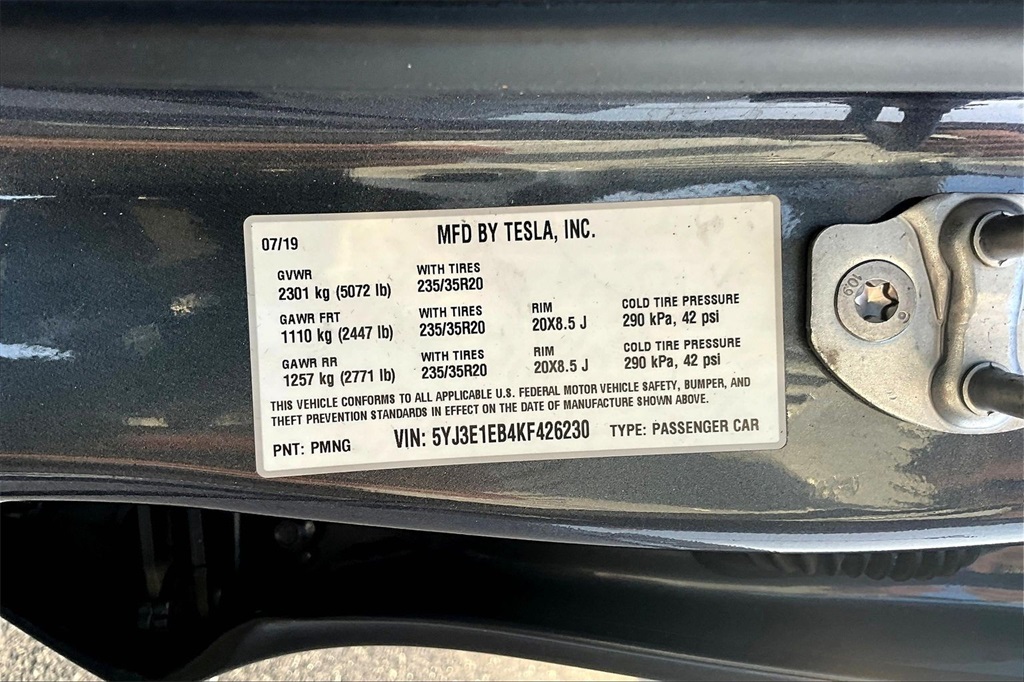 07/19 MFD BY TESLA, INC.
GVWR WITH TIRES
2301 kg (5072 lb) 235/35R20
GAWR FRT WITH TIRES RIM COLD TIRE PRESSURE
1110 kg (2447 lb) 235/35R20 20X8.5 J 290 kPa, 42 psi
GAWR RR WITH TIRES RIM COLD TIRE PRESSURE
1257 kg (2771 lb) 235/35R20 20X8.5 J 290 kPa, 42 psi
THIS VEHICLE CONFORMS TO ALL APPLICABLE U.S. FEDERAL MOTOR VEHICLE SAFETY, BUMPER, AND
THEFT PREVENTION STANDARDS IN EFFECT ON THE DATE OF MANUFACTURE SHOWN ABOVE.
PNT: PMNG VIN: 5YJ3E1EB4KF426230 TYPE: PASSENGER CAR
10.9